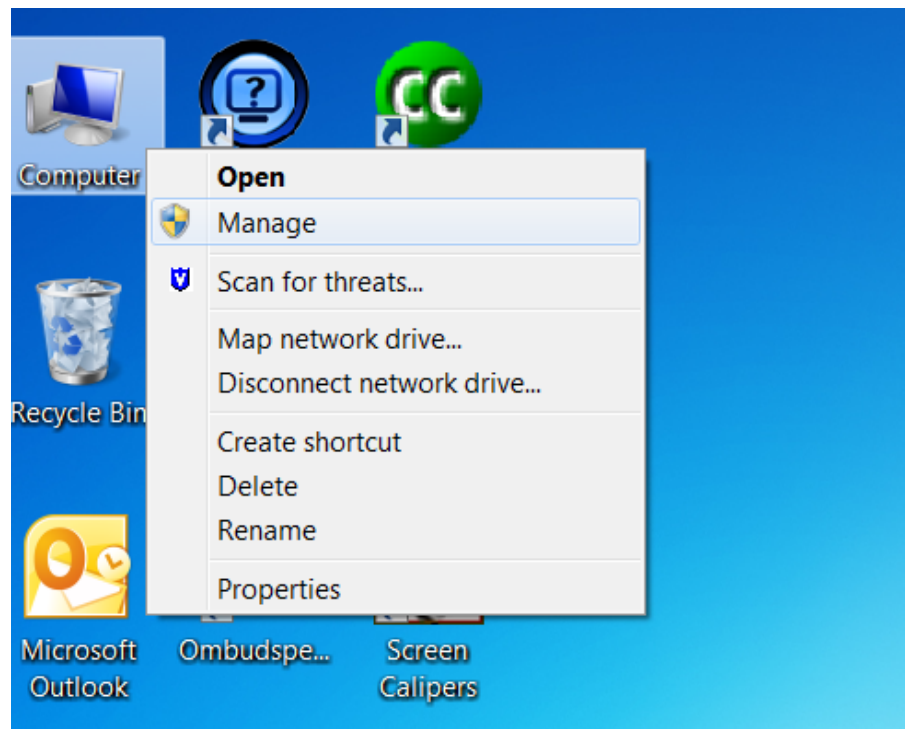 ?
CC
Computer
Open
Manage
V
Scan for threats...
Map network drive...
Disconnect network drive...
Recycle Bin
Create shortcut
Delete
Rename
O
Properties
Microsoft
Outlook
Ombudspe...
Screen
Calipers